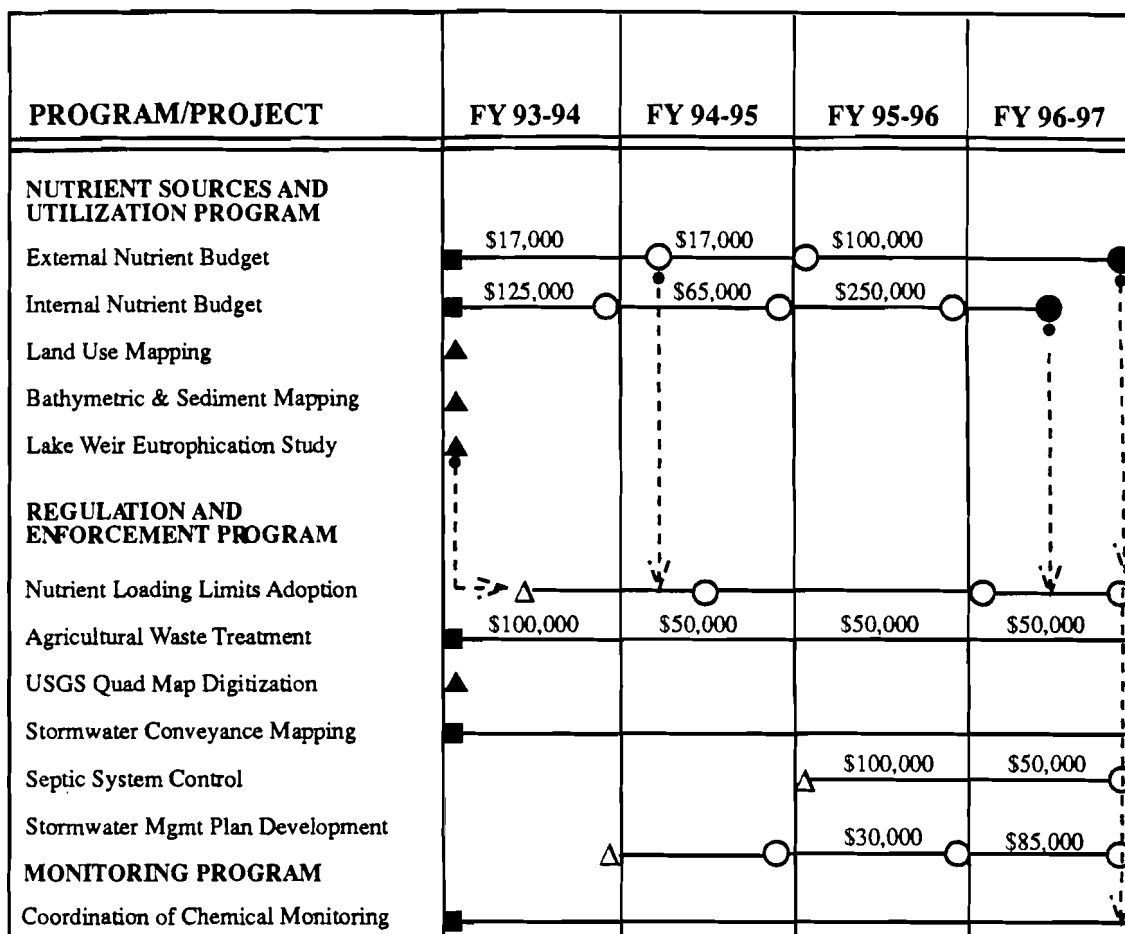 PROGRAM/PROJECT FY 93-94 FY 94-95 FY 95-96 FY 96-97
NUTRIENT SOURCES AND
UTILIZATION PROGRAM
External Nutrient Budget $17,000 $17,000 $100,000
Internal Nutrient Budget $125,000 $65,000 $250,000
Land Use Mapping
Bathymetric & Sediment Mapping
Lake Weir Eutrophication Study
REGULATION AND
ENFORCEMENT PROGRAM
Nutrient Loading Limits Adoption
Agricultural Waste Treatment $100,000 $50,000 $50,000 $50,000
USGS Quad Map Digitization
Stormwater Conveyance Mapping
Septic System Control $100,000 $50,000
Stormwater Mgmt Plan Development $30,000 $85,000
MONITORING PROGRAM
Coordination of Chemical Monitoring